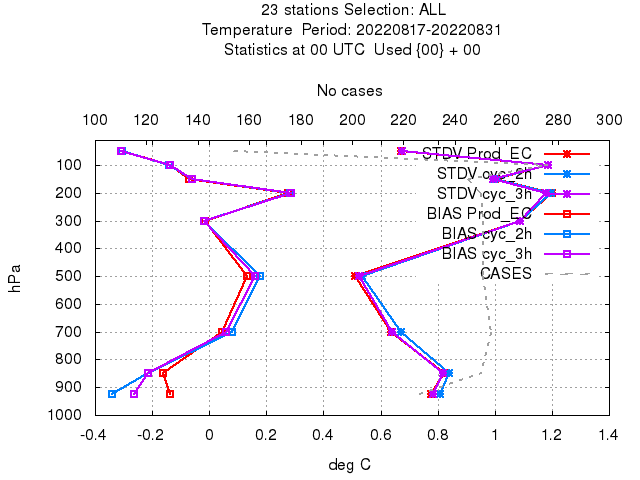 23 stations Selection: ALL
Temperature Period: 20220817-20220831
Statistics at 00 UTC Used {00} + 00
No cases
100 120 140 160 180 200 220 240 260 280 300
STDV Prod_EC
STDV cyc_2h
STDV cyc_3h
BIAS Prod_EC
BIAS cyc_2h
BIAS cyc_3h
CASES
100
200
300
400
500
600
700
800
900
1000
hPa
-0.4 -0.2 0 0.2 0.4 0.6 0.8 1 1.2 1.4
deg C